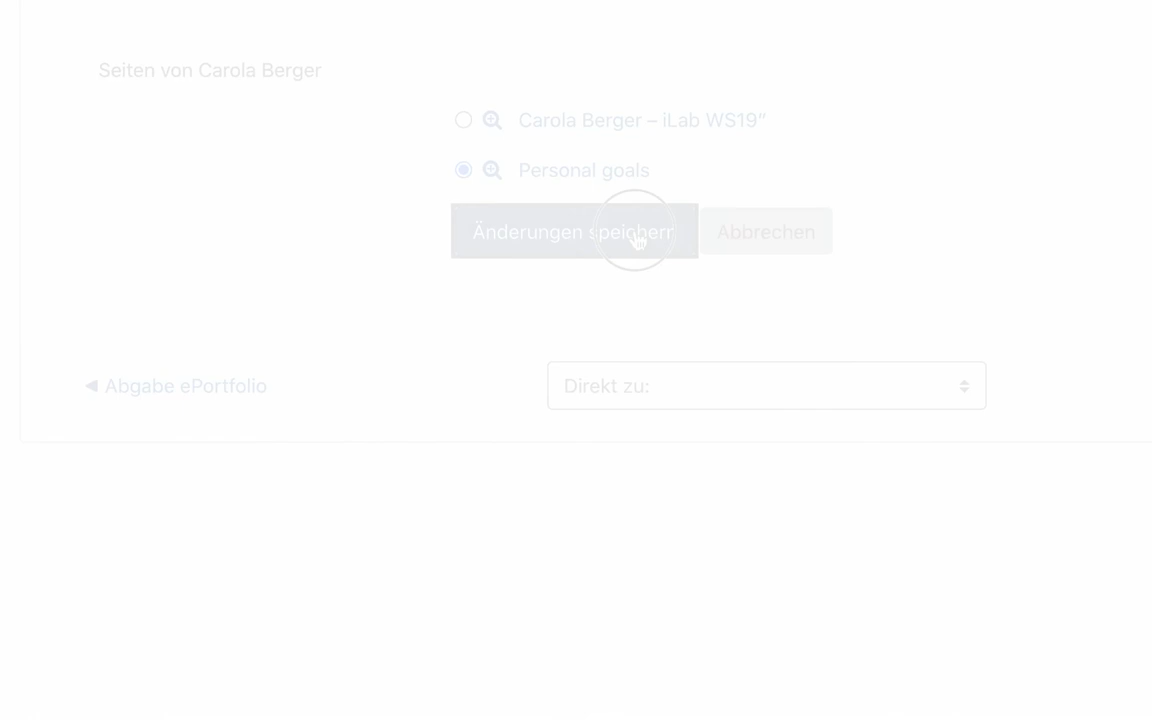 Seiten von Carola Berger
Carola Berger – iLab WS19”
Personal goals
Änderungen speichern
Abbrechen
◀ Abgabe ePortfolio
Direkt zu: